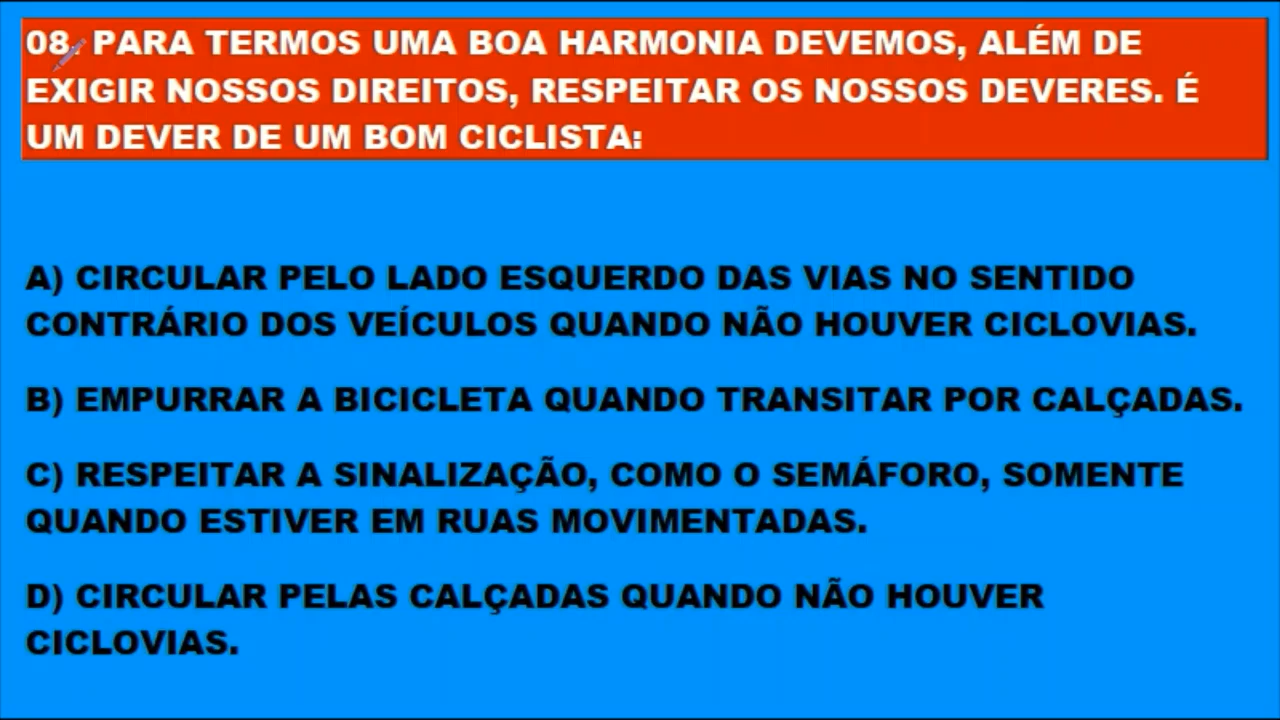 08. PARA TERMOS UMA BOA HARMONIA DEVEMOS, ALÉM DE
EXIGIR NOSSOS DIREITOS, RESPEITAR OS NOSSOS DEVERES. É
UM DEVER DE UM BOM CICLISTA:
A) CIRCULAR PELO LADO ESQUERDO DAS VIAS NO SENTIDO
CONTRÁRIO DOS VEÍCULOS QUANDO NÃO HOUVER CICLOVIAS.
B) EMPURRAR A BICICLETA QUANDO TRANSITAR POR CALÇADAS.
C) RESPEITAR A SINALIZAÇÃO, COMO O SEMÁFORO, SOMENTE
QUANDO ESTIVER EM RUAS MOVIMENTADAS.
D) CIRCULAR PELAS CALÇADAS QUANDO NÃO HOUVER
CICLOVIAS.